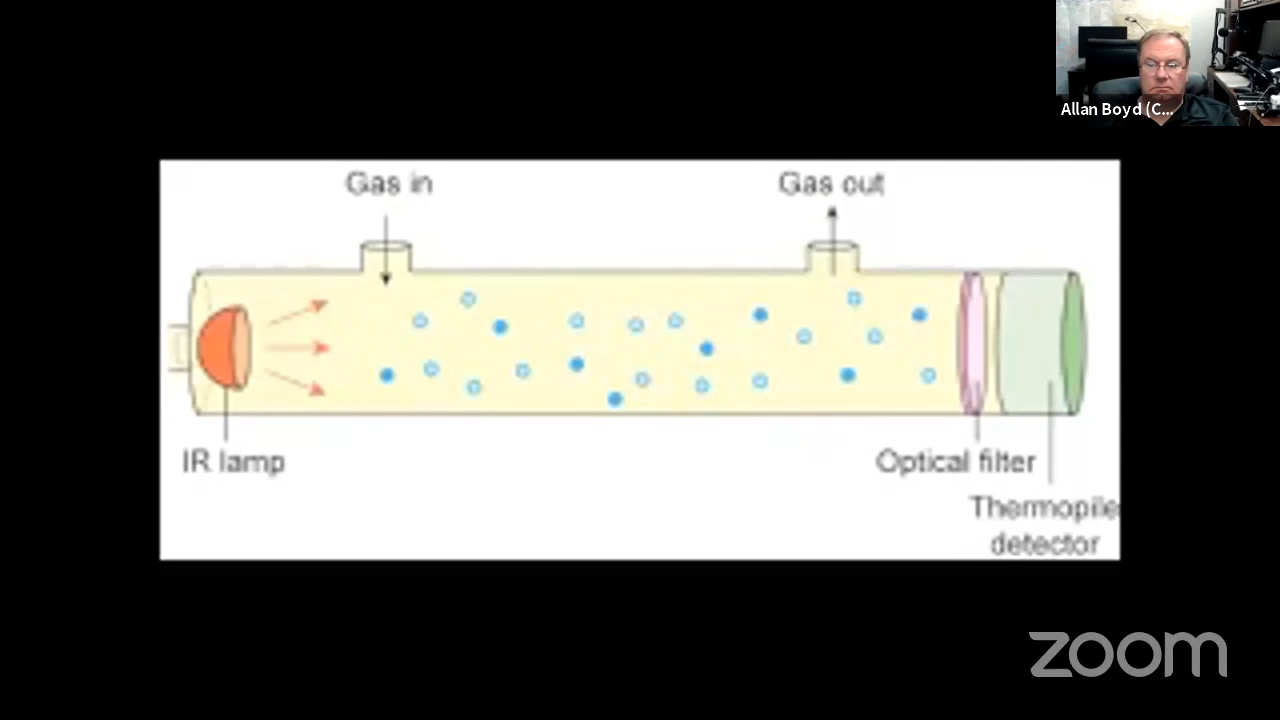 Allan Boyd (C...
Gas in
Gas out
IR lamp
Optical filter
Thermopile
detector
zoom